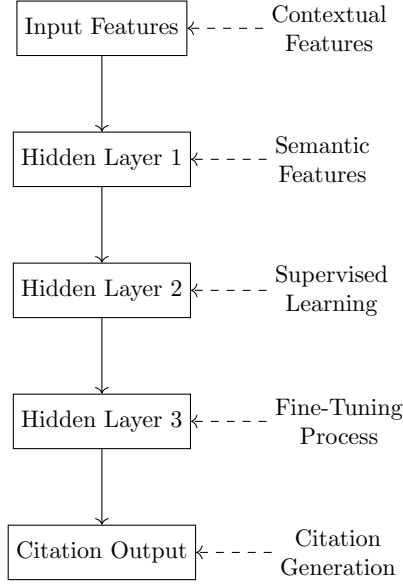 Input Features
Contextual
Features
Hidden Layer 1
Semantic
Features
Hidden Layer 2
Supervised
Learning
Hidden Layer 3
Fine-Tuning
Process
Citation Output
Citation
Generation